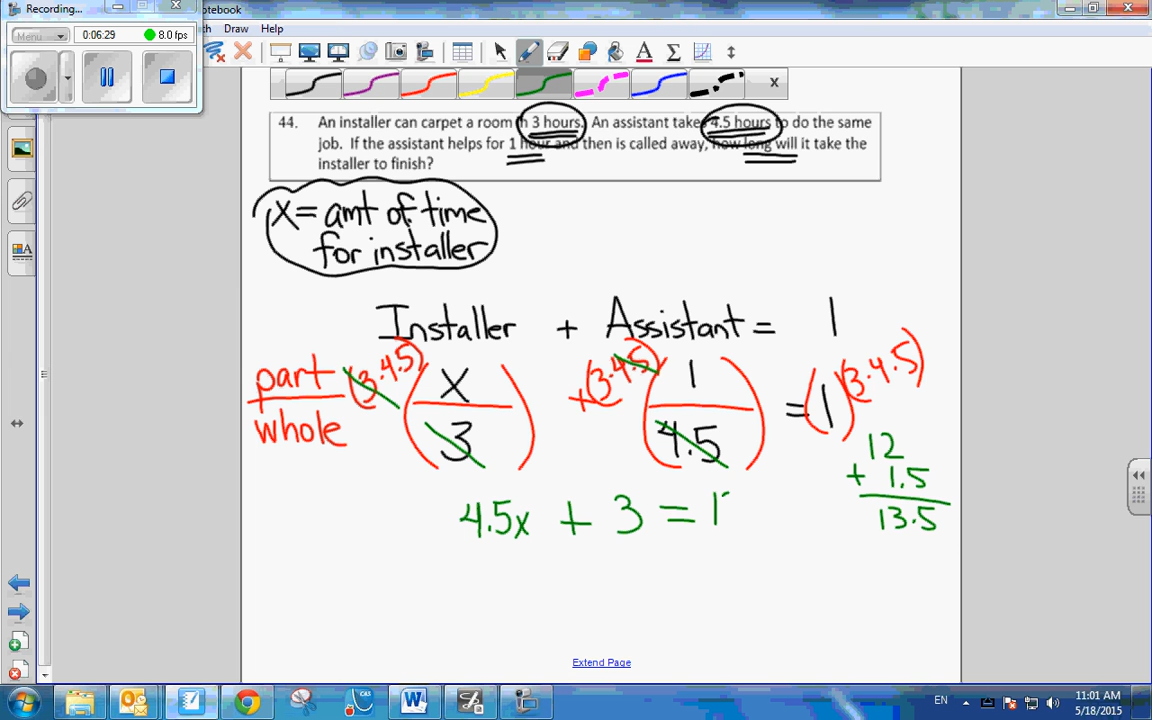 Recording...
otebook
Menu
0:06:29
8.0 fps
Draw Help
x
44. An installer can carpet a room in 3 hours. An assistant takes 4.5 hours to do the same
job. If the assistant helps for 1 hour and then is called away, how long will it take the
installer to finish?
x = amt of time
for installer
Installer + Assistant = 1
part
whole
(3.4.5) (x/3) + (3.4.5) (1/4.5) = (1)(3.4.5)
12
+ 1.5
13.5
4.5x + 3 = 1
Extend Page
EN
11:01 AM
5/18/2015